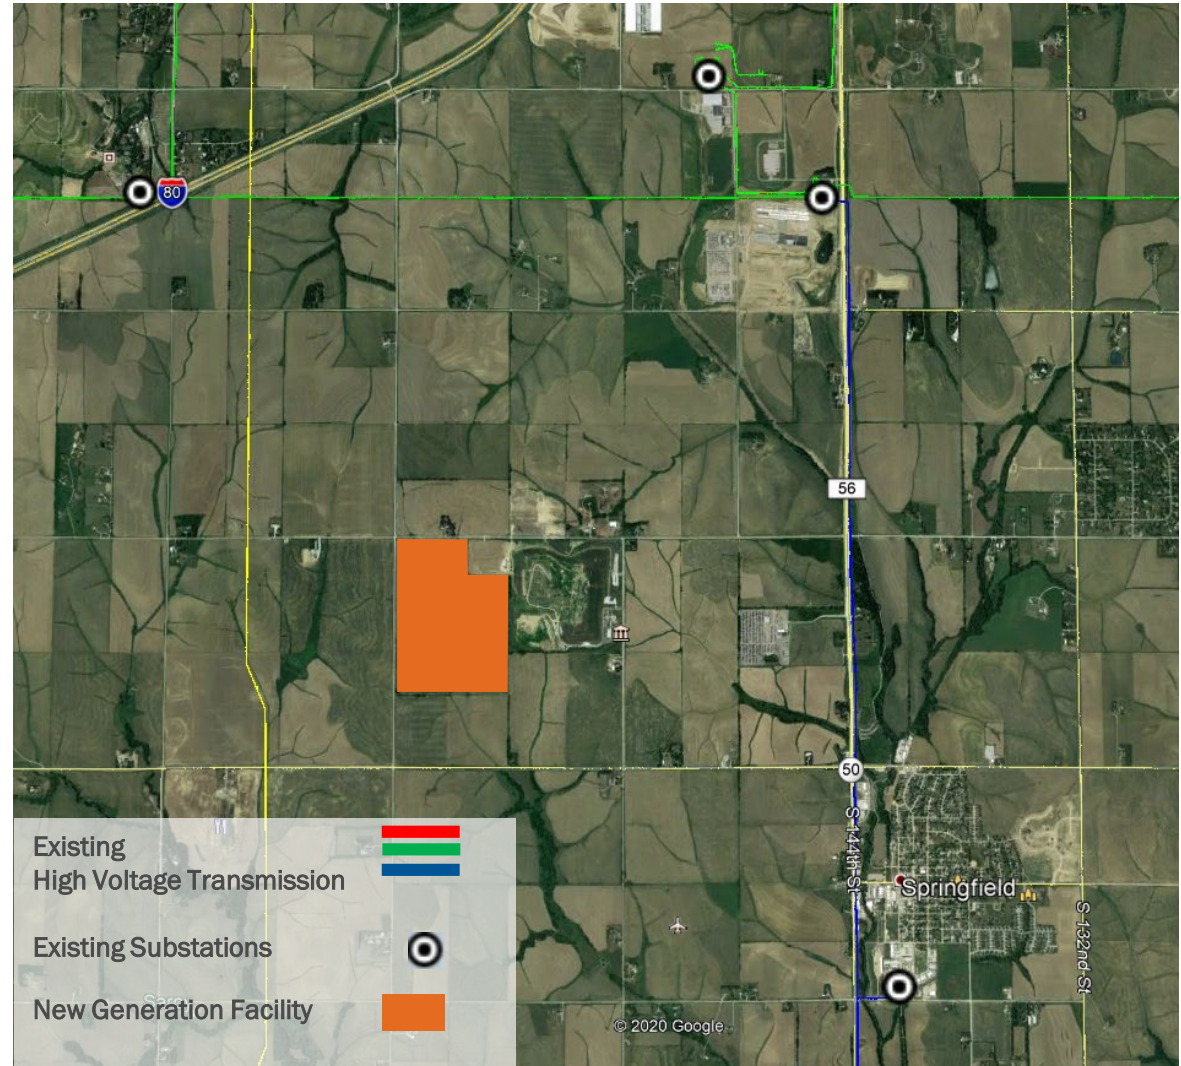 80
56
50
S 144th St
Springfield
S 132nd St
Existing
High Voltage Transmission
Existing Substations
New Generation Facility
© 2020 Google